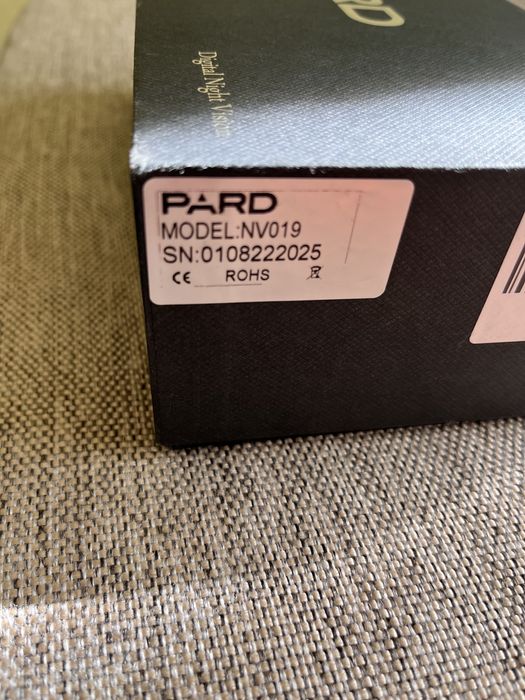 Digital Night Vision
PARD
MODEL:NV019
SN:0108222025
CE ROHS